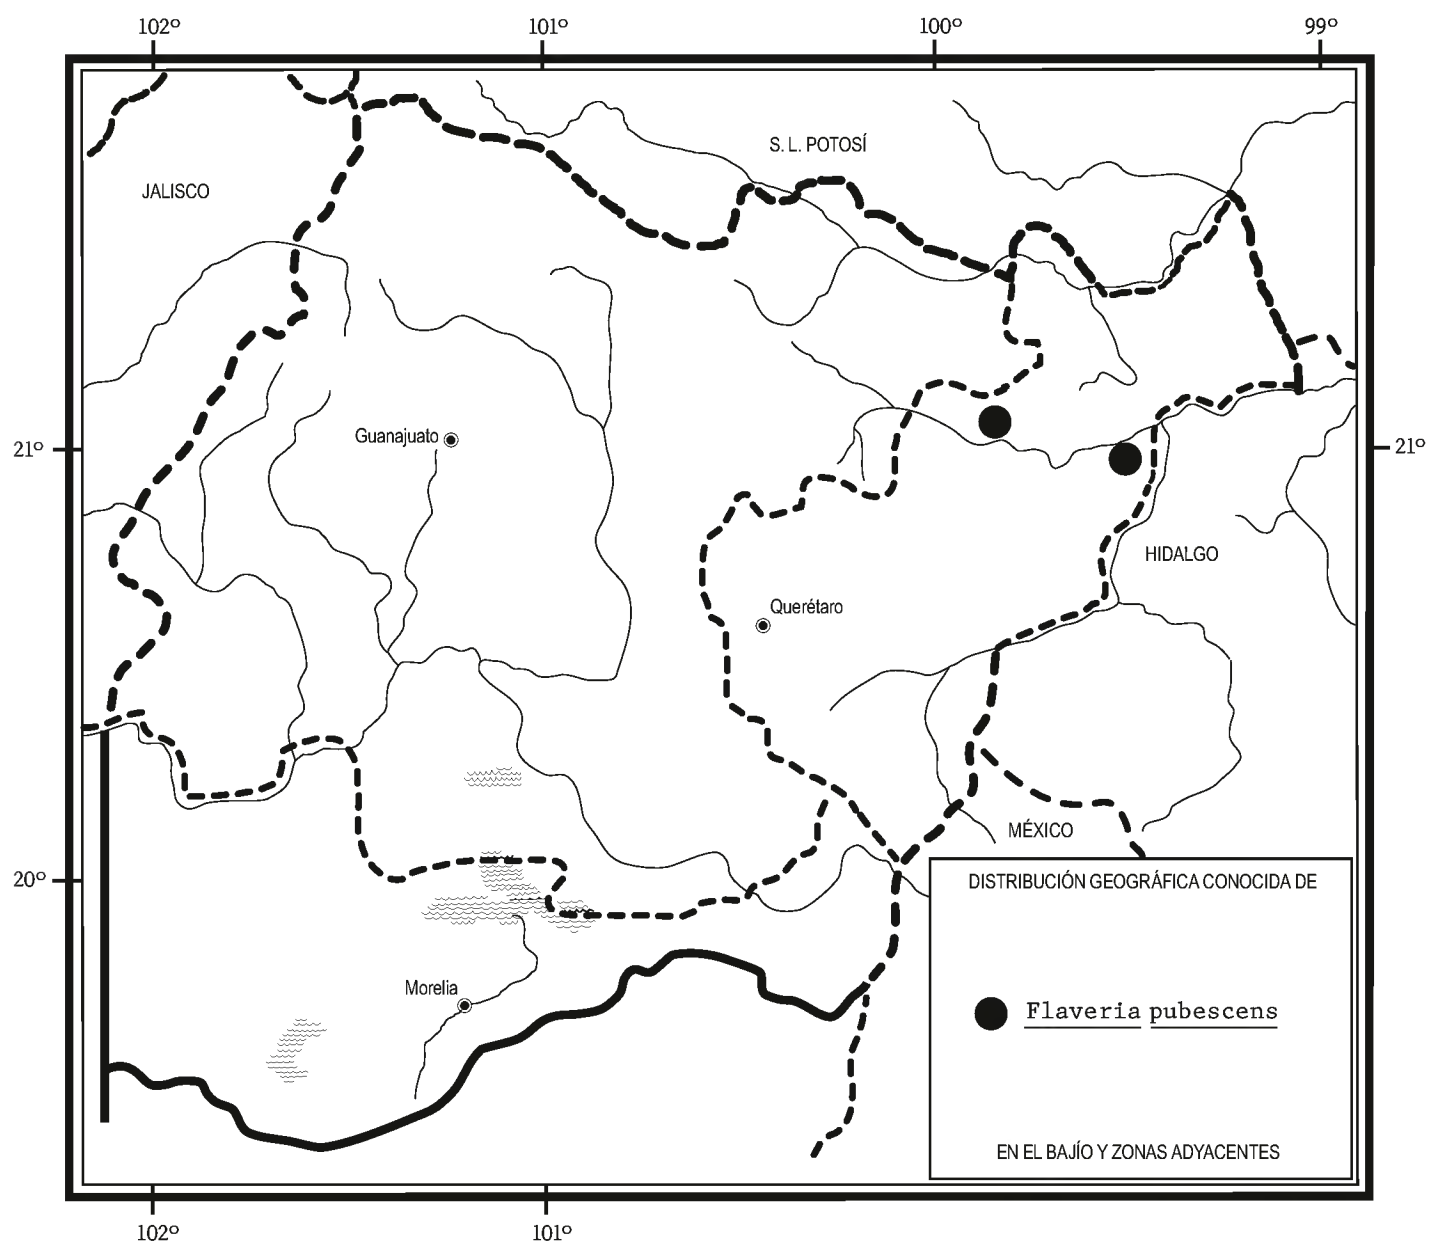 102º 101º 100º 99º
S. L. POTOSÍ
JALISCO
Guanajuato
21º 21º
HIDALGO
Querétaro
MÉXICO
20º
DISTRIBUCIÓN GEOGRÁFICA CONOCIDA DE
Morelia
Flaveria pubescens
EN EL BAJÍO Y ZONAS ADYACENTES
102º 101º